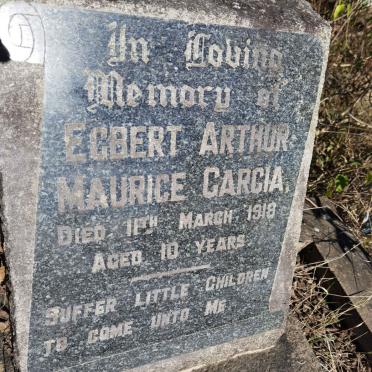 In Loving
Memory of
EGBERT ARTHUR
MAURICE GARCIA,
DIED 11TH MARCH, 1919
AGED 10 YEARS
SUFFER LITTLE CHILDREN
TO COME UNTO ME